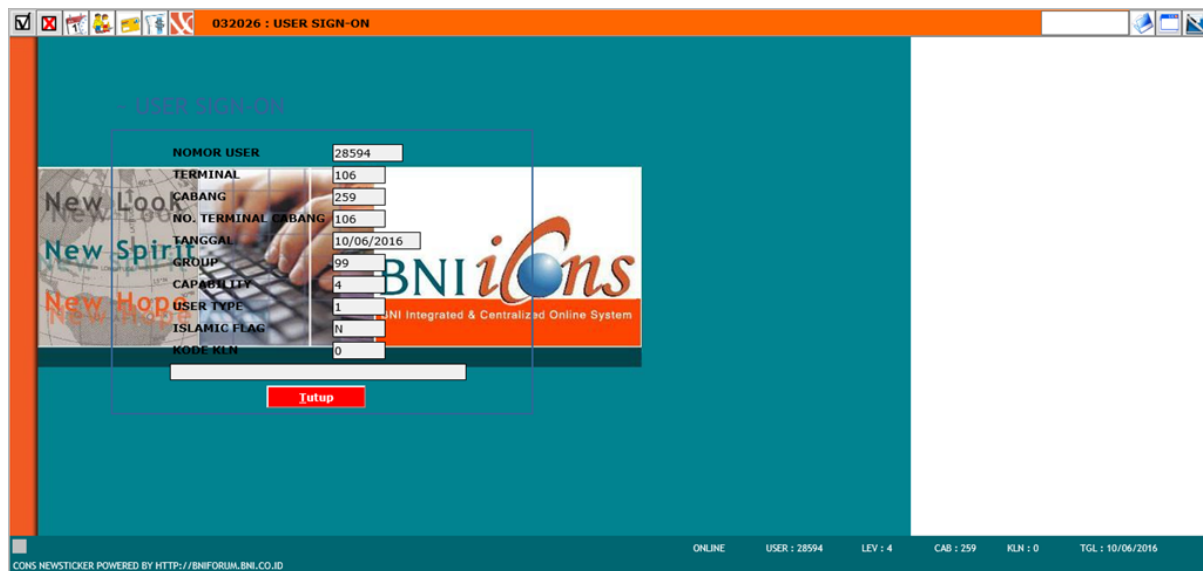 032026 : USER SIGN-ON
- USER SIGN-ON
NOMOR USER 28594
TERMINAL 106
CABANG 259
NO. TERMINAL CABANG 106
TANGGAL 10/06/2016
GROUP 99
CAPABILITY 4
USER TYPE 1
ISLAMIC FLAG N
KODE KLN 0
Tutup
New Look
New Spirit
New Hope
BNI iCons
BNI Integrated & Centralized Online System
ONLINE USER : 28594 LEV : 4 CAB : 259 KLN : 0 TGL : 10/06/2016
CONS NEWSTICKER POWERED BY HTTP://BNIFORUM.BNI.CO.ID